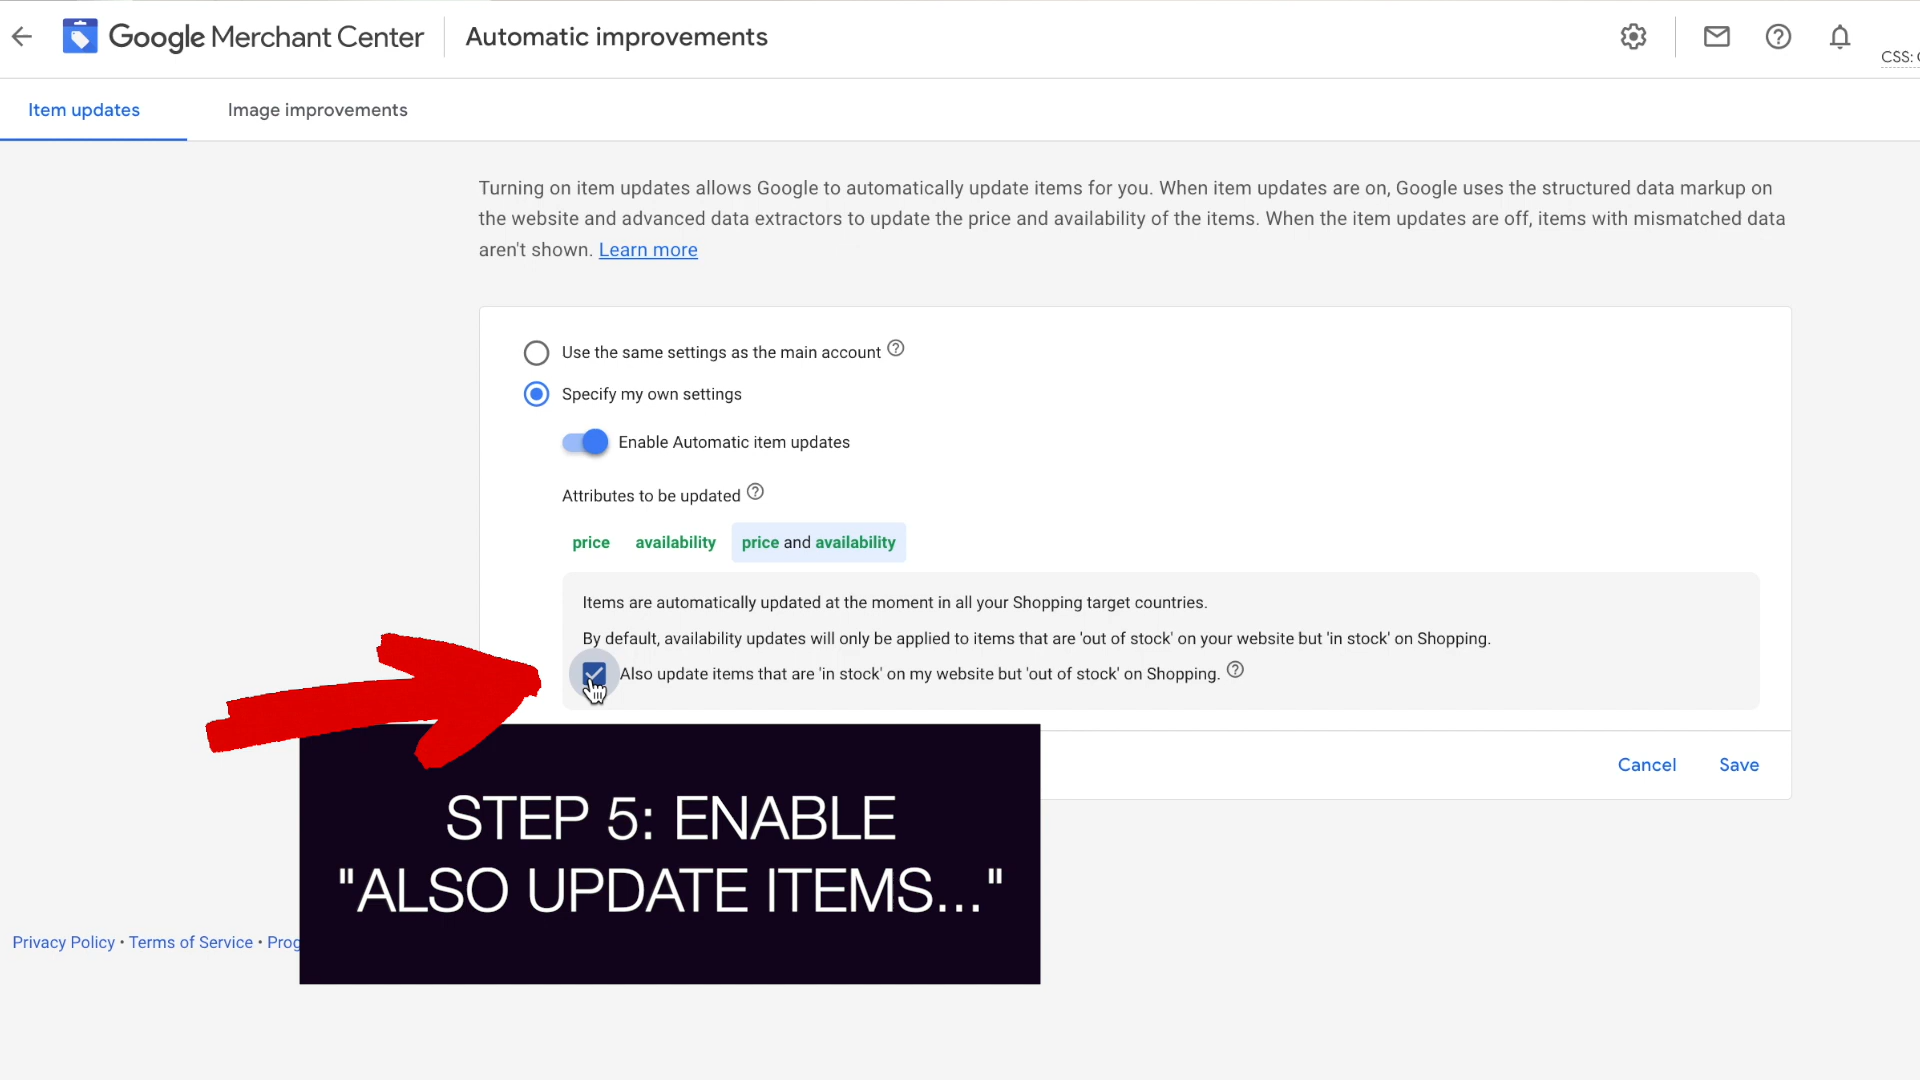 Google Merchant Center
Automatic improvements
CSS:
Item updates
Image improvements
Turning on item updates allows Google to automatically update items for you. When item updates are on, Google uses the structured data markup on
the website and advanced data extractors to update the price and availability of the items. When the item updates are off, items with mismatched data
aren't shown. Learn more
Use the same settings as the main account
Specify my own settings
Enable Automatic item updates
Attributes to be updated
price availability price and availability
Items are automatically updated at the moment in all your Shopping target countries.
By default, availability updates will only be applied to items that are 'out of stock' on your website but 'in stock' on Shopping.
Also update items that are 'in stock' on my website but 'out of stock' on Shopping.
Cancel Save
STEP 5: ENABLE
"ALSO UPDATE ITEMS..."
Privacy Policy • Terms of Service • Prog